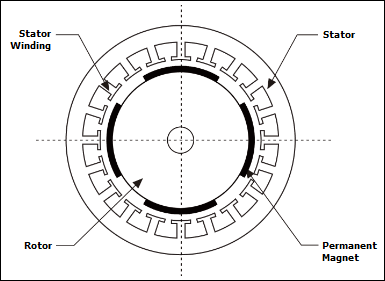 Stator
Winding
Stator
Rotor
Permanent
Magnet